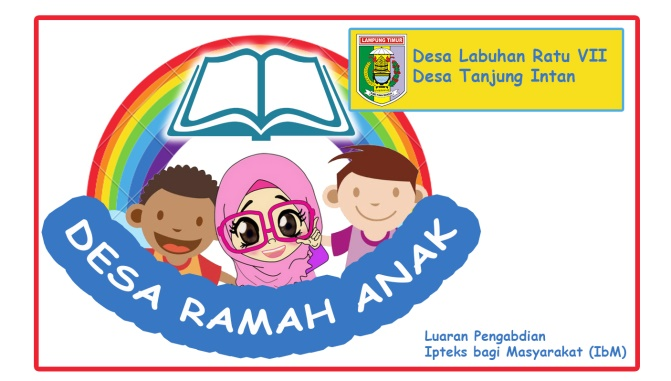 LAMPUNG TIMUR
Desa Labuhan Ratu VII
Desa Tanjung Intan
DESA RAMAH ANAK
Luaran Pengabdian
Ipteks bagi Masyarakat (IbM)